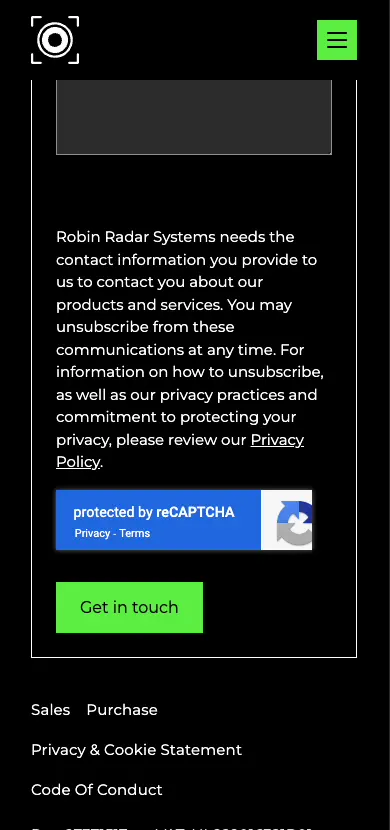 Robin Radar Systems needs the
contact information you provide to
us to contact you about our
products and services. You may
unsubscribe from these
communications at any time. For
information on how to unsubscribe,
as well as our privacy practices and
commitment to protecting your
privacy, please review our Privacy
Policy.
protected by reCAPTCHA
Privacy - Terms
Get in touch
Sales Purchase
Privacy & Cookie Statement
Code Of Conduct